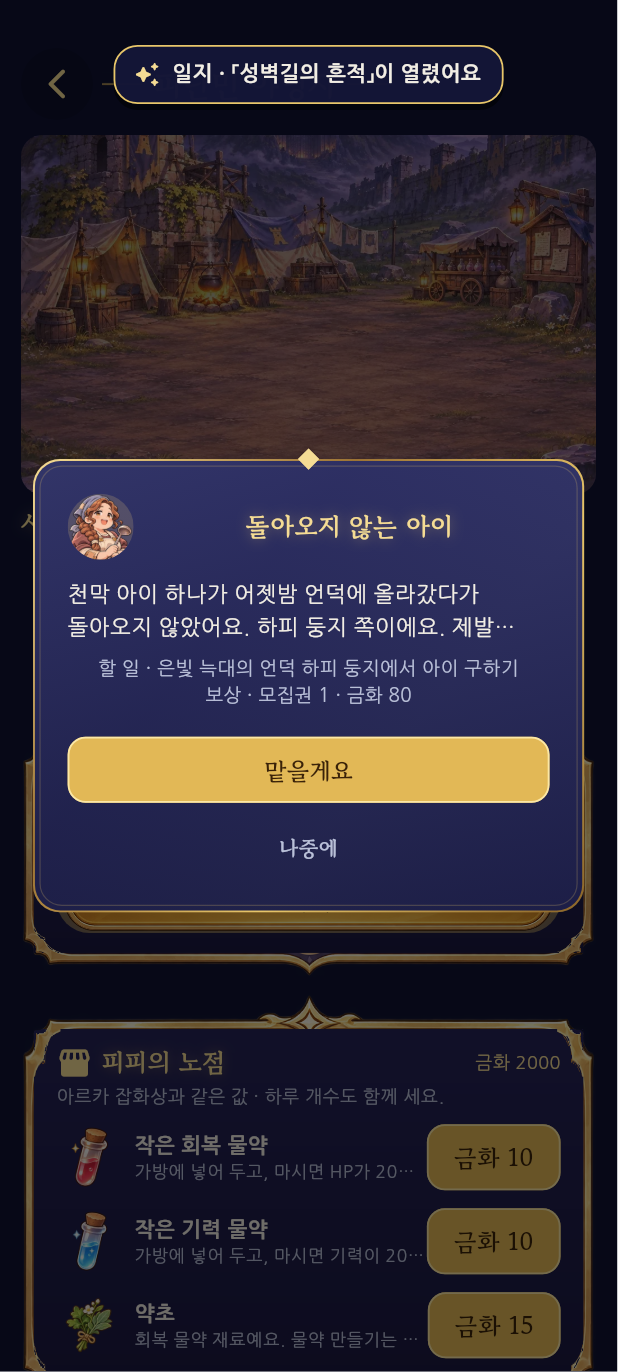 일지 · 「성벽길의 흔적」이 열렸어요
돌아오지 않는 아이
천막 아이 하나가 어젯밤 언덕에 올라갔다가
돌아오지 않았어요. 하피 둥지 쪽이에요. 제발…
할 일 · 은빛 늑대의 언덕 하피 둥지에서 아이 구하기
보상 · 모집권 1 · 금화 80
맡을게요
나중에
피피의 노점
금화 2000
아르카 잡화상과 같은 값 · 하루 개수도 함께 세요.
작은 회복 물약
가방에 넣어 두고, 마시면 HP가 20…
금화 10
작은 기력 물약
가방에 넣어 두고, 마시면 기력이 20…
금화 10
약초
회복 물약 재료예요. 물약 만들기는 …
금화 15